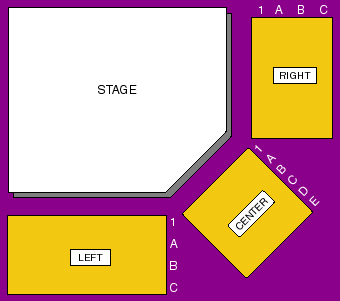 1 A B C
STAGE
RIGHT
1 A B C D E
CENTER
1
A
B
C
LEFT